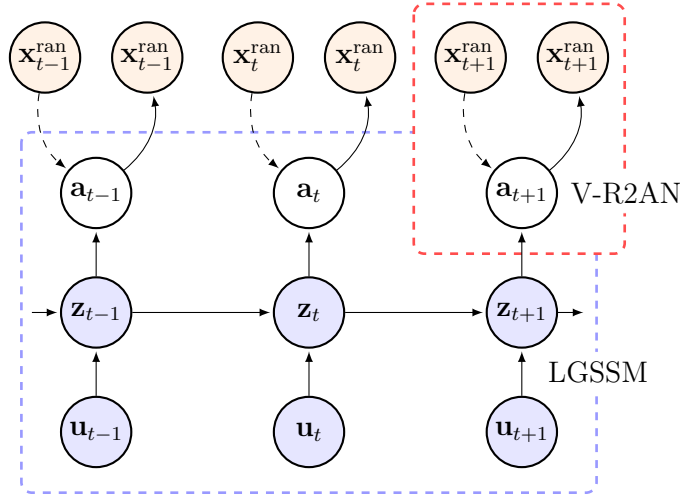 x_{t-1}^{ran} x_{t-1}^{ran} x_t^{ran} x_t^{ran} x_{t+1}^{ran} x_{t+1}^{ran}
a_{t-1} a_t a_{t+1} V-R2AN
z_{t-1} z_t z_{t+1}
LGSSM
u_{t-1} u_t u_{t+1}